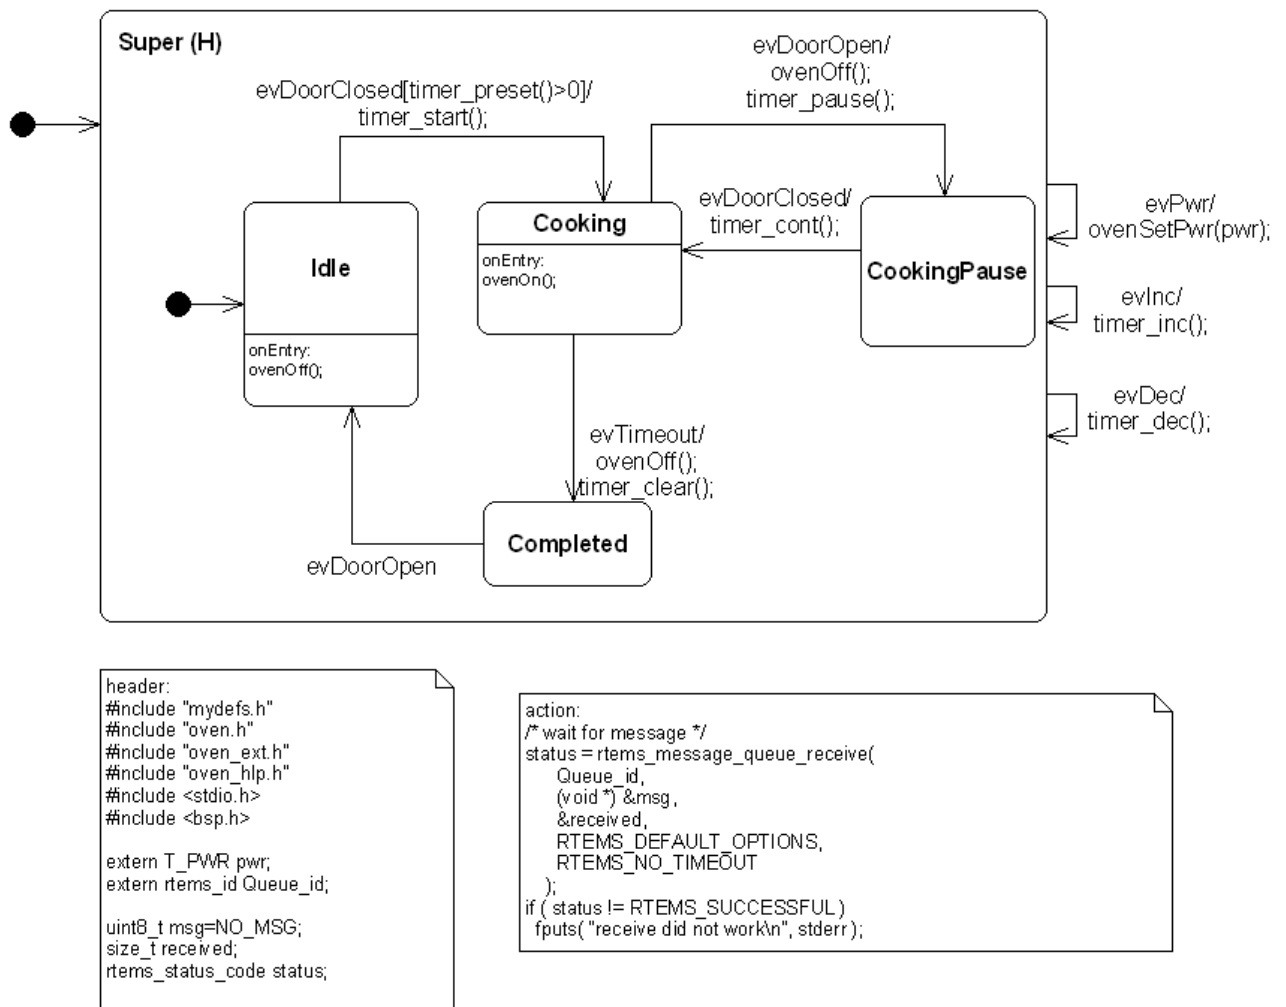 Super (H)
evDoorOpen/
ovenOff();
timer_pause();
evDoorClosed[timer_preset()>0]/
timer_start();
evDoorClosed/
timer_cont();
Idle
onEntry:
ovenOff();
Cooking
onEntry:
ovenOn();
CookingPause
evPwr/
ovenSetPwr(pwr);
evInc/
timer_inc();
evDec/
timer_dec();
evTimeout/
ovenOff();
timer_clear();
Completed
evDoorOpen
header:
#include "mydefs.h"
#include "oven.h"
#include "oven_ext.h"
#include "oven_hlp.h"
#include <stdio.h>
#include <bsp.h>
extern T_PWR pwr;
extern rtems_id Queue_id;
uint8_t msg=NO_MSG;
size_t received;
rtems_status_code status;
action:
/* wait for message */
status = rtems_message_queue_receive(
Queue_id,
(void *) &msg,
&received,
RTEMS_DEFAULT_OPTIONS,
RTEMS_NO_TIMEOUT
);
if ( status != RTEMS_SUCCESSFUL )
fputs( "receive did not work\n", stderr );